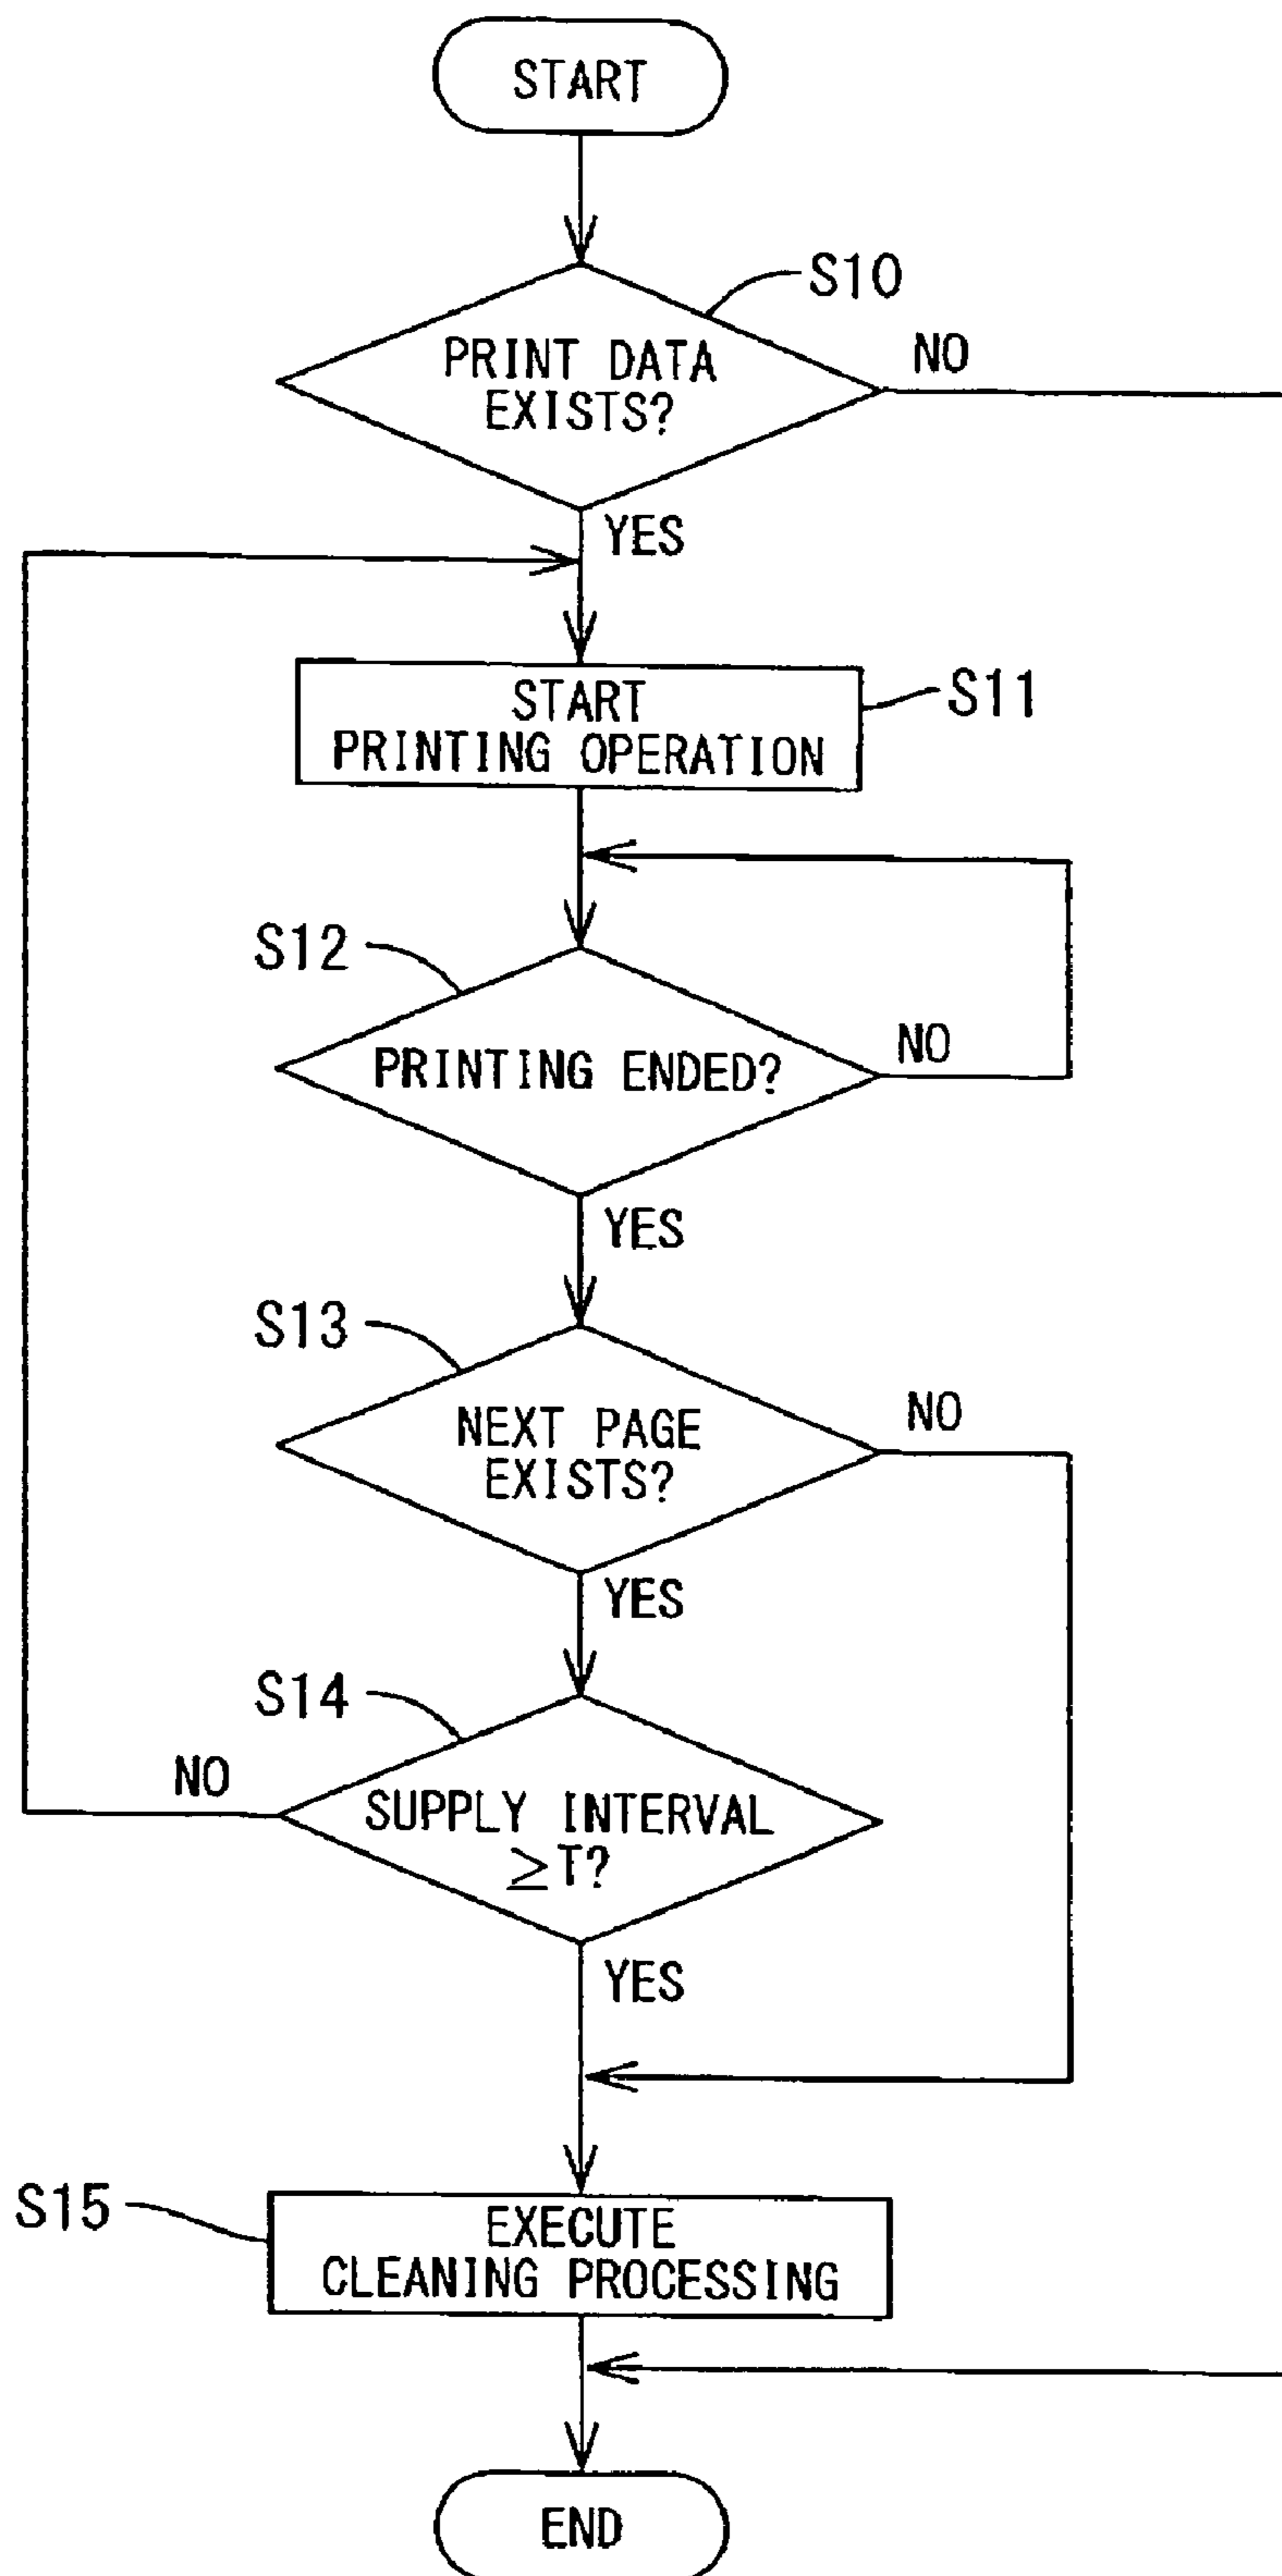 START
S10
PRINT DATA
EXISTS?
NO
YES
START
PRINTING OPERATION
S11
S12
PRINTING ENDED?
NO
YES
S13
NEXT PAGE
EXISTS?
NO
YES
S14
NO
SUPPLY INTERVAL
≥T?
YES
S15
EXECUTE
CLEANING PROCESSING
END